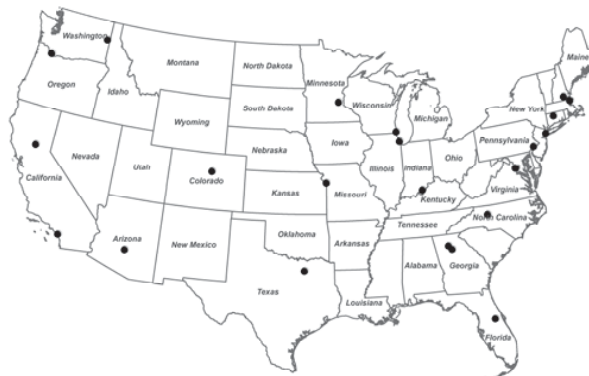 Washington
Montana
North Dakota
Minnesota
Maine
Oregon
Idaho
South Dakota
Wisconsin
Michigan
New York
Wyoming
Iowa
Pennsylvania
Nebraska
Nevada
Utah
Illinois
Indiana
Ohio
California
Colorado
Kansas
Missouri
Virginia
Kentucky
Arizona
New Mexico
Oklahoma
Arkansas
Tennessee
North Carolina
Texas
Alabama
Georgia
Louisiana
Florida